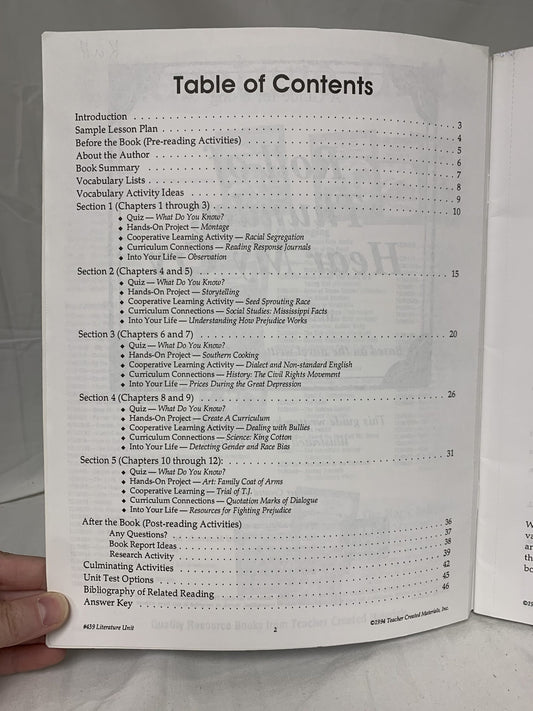 Table of Contents
Introduction . . . . . . . . . . 3
Sample Lesson Plan . . . . . . . . . . 4
Before the Book (Pre-reading Activities) . . . . . . . . . . 5
About the Author . . . . . . . . . . 6
Book Summary . . . . . . . . . . 7
Vocabulary Lists . . . . . . . . . . 8
Vocabulary Activity Ideas . . . . . . . . . . 9
Section 1 (Chapters 1 through 3) . . . . . . . . . . 10
◆ Quiz — What Do You Know?
◆ Hands-On Project — Montage
◆ Cooperative Learning Activity — Racial Segregation
◆ Curriculum Connections — Reading Response Journals
◆ Into Your Life — Observation
Section 2 (Chapters 4 and 5) . . . . . . . . . . 15
◆ Quiz — What Do You Know?
◆ Hands-On Project — Storytelling
◆ Cooperative Learning Activity — Seed Sprouting Race
◆ Curriculum Connections — Social Studies: Mississippi Facts
◆ Into Your Life — Understanding How Prejudice Works
Section 3 (Chapters 6 and 7) . . . . . . . . . . 20
◆ Quiz — What Do You Know?
◆ Hands-On Project — Southern Cooking
◆ Cooperative Learning Activity — Dialect and Non-standard English
◆ Curriculum Connections — History: The Civil Rights Movement
◆ Into Your Life — Prices During the Great Depression
Section 4 (Chapters 8 and 9) . . . . . . . . . . 26
◆ Quiz — What Do You Know?
◆ Hands-On Project — Create A Curriculum
◆ Cooperative Learning Activity — Dealing with Bullies
◆ Curriculum Connections — Science: King Cotton
◆ Into Your Life — Detecting Gender and Race Bias
Section 5 (Chapters 10 through 12): . . . . . . . . . . 31
◆ Quiz — What Do You Know?
◆ Hands-On Project — Art: Family Coat of Arms
◆ Cooperative Learning — Trial of T.J.
◆ Curriculum Connections — Quotation Marks of Dialogue
◆ Into Your Life — Resources for Fighting Prejudice
After the Book (Post-reading Activities)
Any Questions? . . . . . . . . . . 36
Book Report Ideas . . . . . . . . . . 37
Research Activity . . . . . . . . . . 38
Culminating Activities . . . . . . . . . . 39
Unit Test Options . . . . . . . . . . 42
Bibliography of Related Reading . . . . . . . . . . 45
Answer Key . . . . . . . . . . 46
#439 Literature Unit 2 ©1994 Teacher Created Materials, Inc.